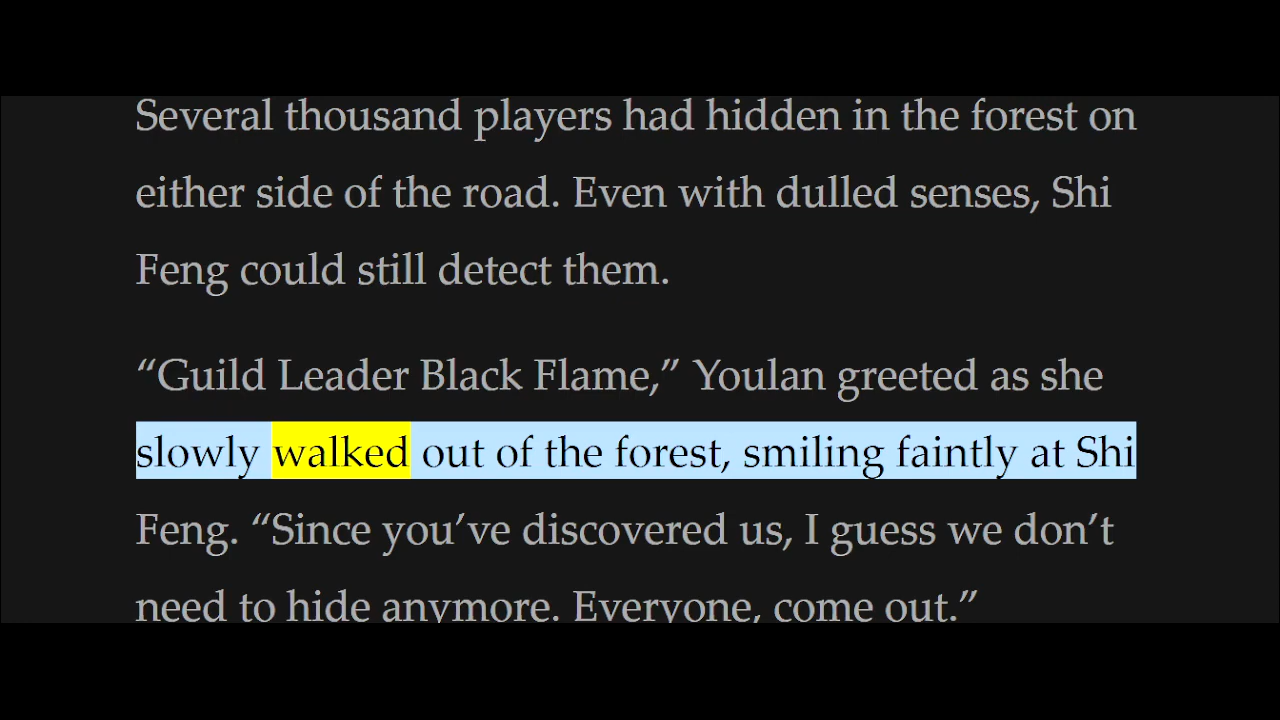 Several thousand players had hidden in the forest on
either side of the road. Even with dulled senses, Shi
Feng could still detect them.
“Guild Leader Black Flame,” Youlan greeted as she
slowly walked out of the forest, smiling faintly at Shi
Feng. “Since you’ve discovered us, I guess we don’t
need to hide anymore. Everyone, come out.”